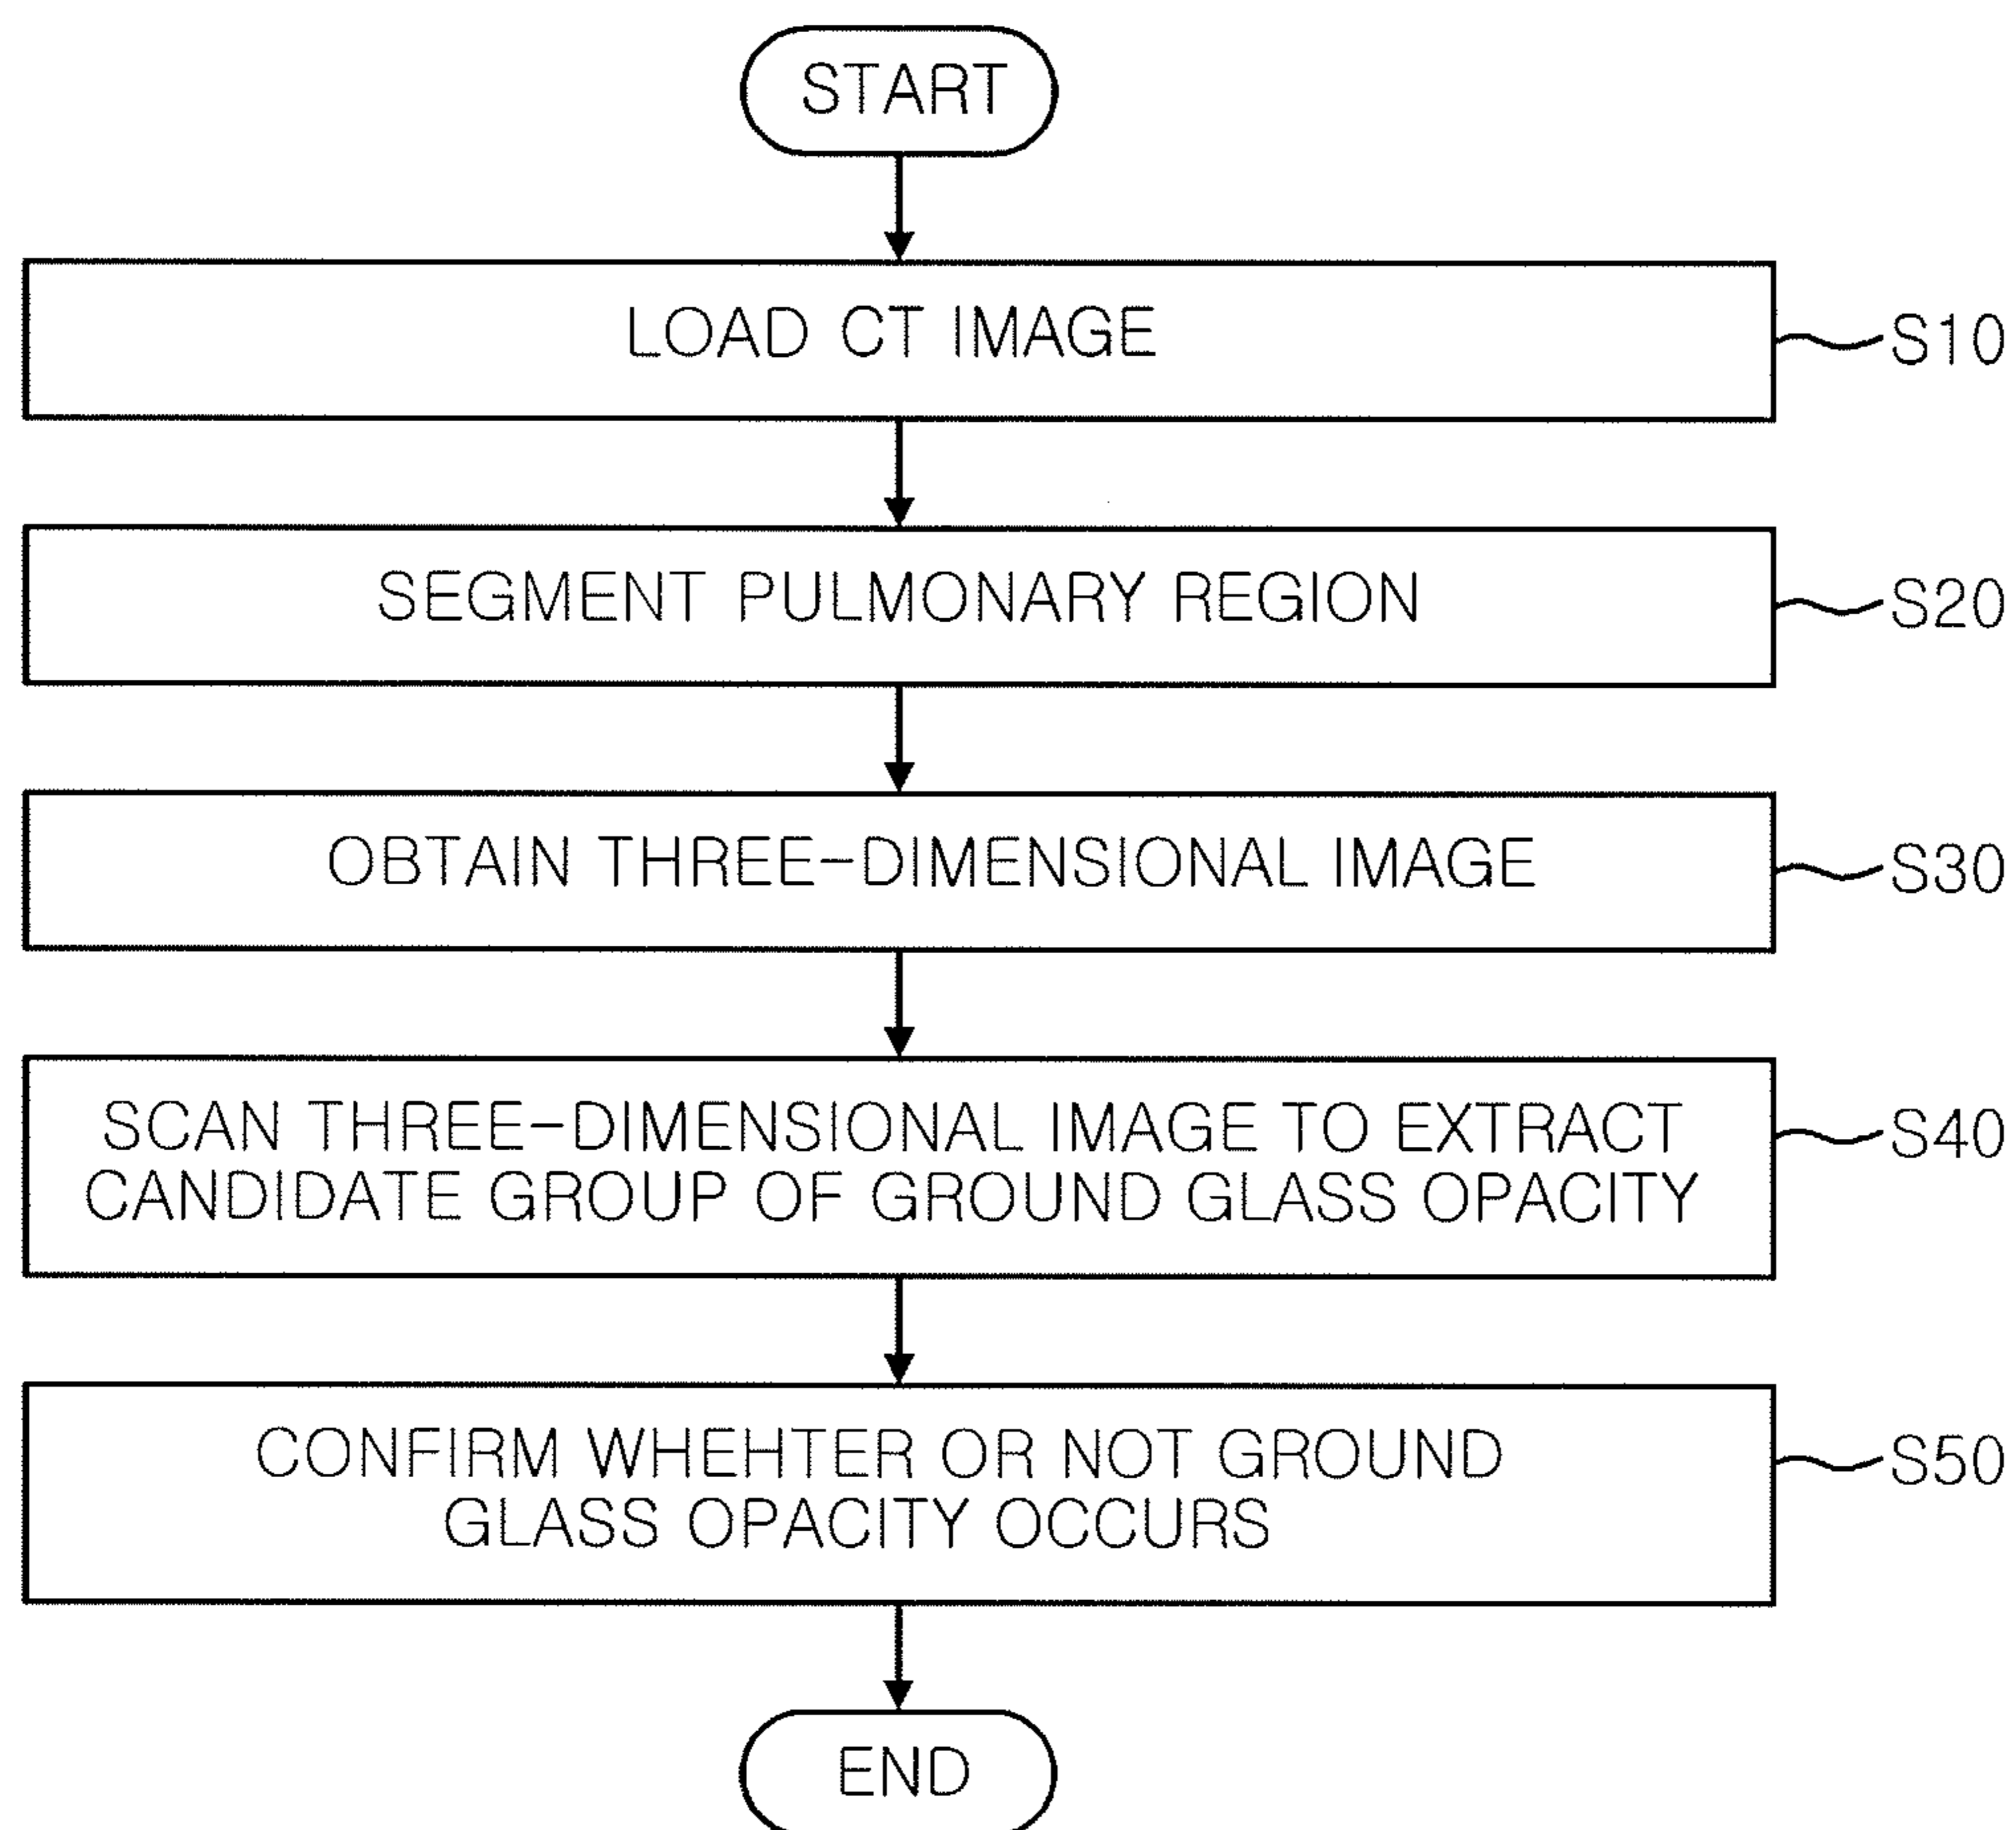 START
LOAD CT IMAGE
S10
SEGMENT PULMONARY REGION
S20
OBTAIN THREE-DIMENSIONAL IMAGE
S30
SCAN THREE-DIMENSIONAL IMAGE TO EXTRACT
CANDIDATE GROUP OF GROUND GLASS OPACITY
S40
CONFIRM WHEHTER OR NOT GROUND
GLASS OPACITY OCCURS
S50
END